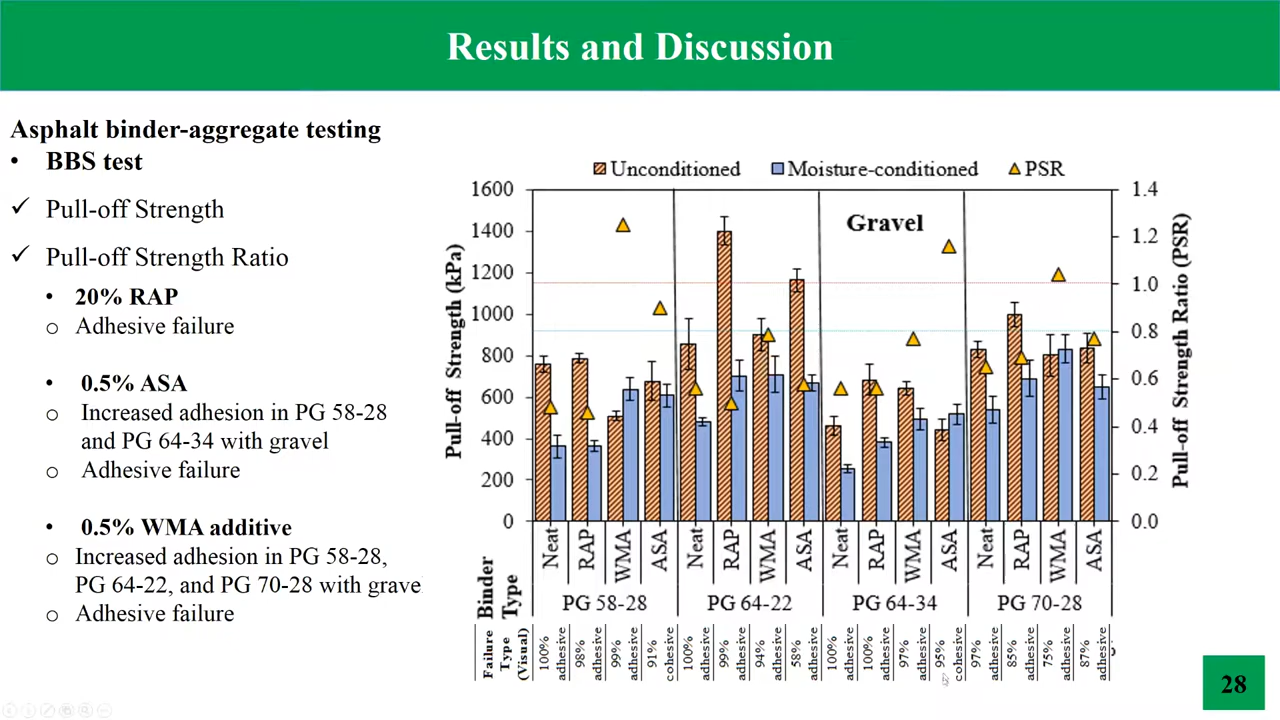 Results and Discussion
Asphalt binder-aggregate testing
• BBS test
✓ Pull-off Strength
✓ Pull-off Strength Ratio
• 20% RAP
o Adhesive failure
• 0.5% ASA
o Increased adhesion in PG 58-28
and PG 64-34 with gravel
o Adhesive failure
• 0.5% WMA additive
o Increased adhesion in PG 58-28,
PG 64-22, and PG 70-28 with grave
o Adhesive failure
Unconditioned Moisture-conditioned PSR
Gravel
Pull-off Strength (kPa)
1600
1400
1200
1000
800
600
400
200
0
Pull-off Strength Ratio (PSR)
1.4
1.2
1.0
0.8
0.6
0.4
0.2
0.0
Binder Type
Neat RAP WMA ASA Neat RAP WMA ASA Neat RAP WMA ASA Neat RAP WMA ASA
PG 58-28 PG 64-22 PG 64-34 PG 70-28
Failure Type (Visual)
100% adhesive
98% adhesive
99% adhesive
91% cohesive
100% adhesive
99% adhesive
94% adhesive
58% adhesive
100% adhesive
100% adhesive
97% adhesive
95% cohesive
97% adhesive
85% adhesive
75% adhesive
87% adhesive
28